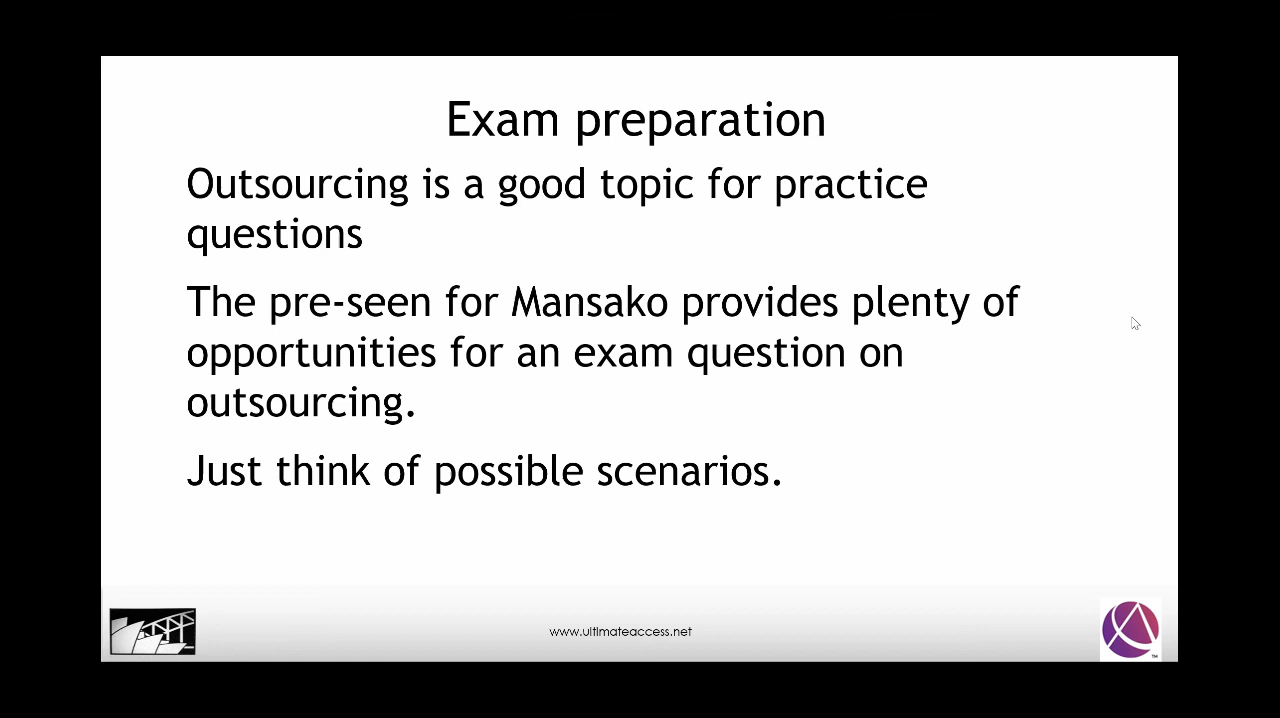 Exam preparation
Outsourcing is a good topic for practice
questions
The pre-seen for Mansako provides plenty of
opportunities for an exam question on
outsourcing.
Just think of possible scenarios.
www.ultimateaccess.net
TM